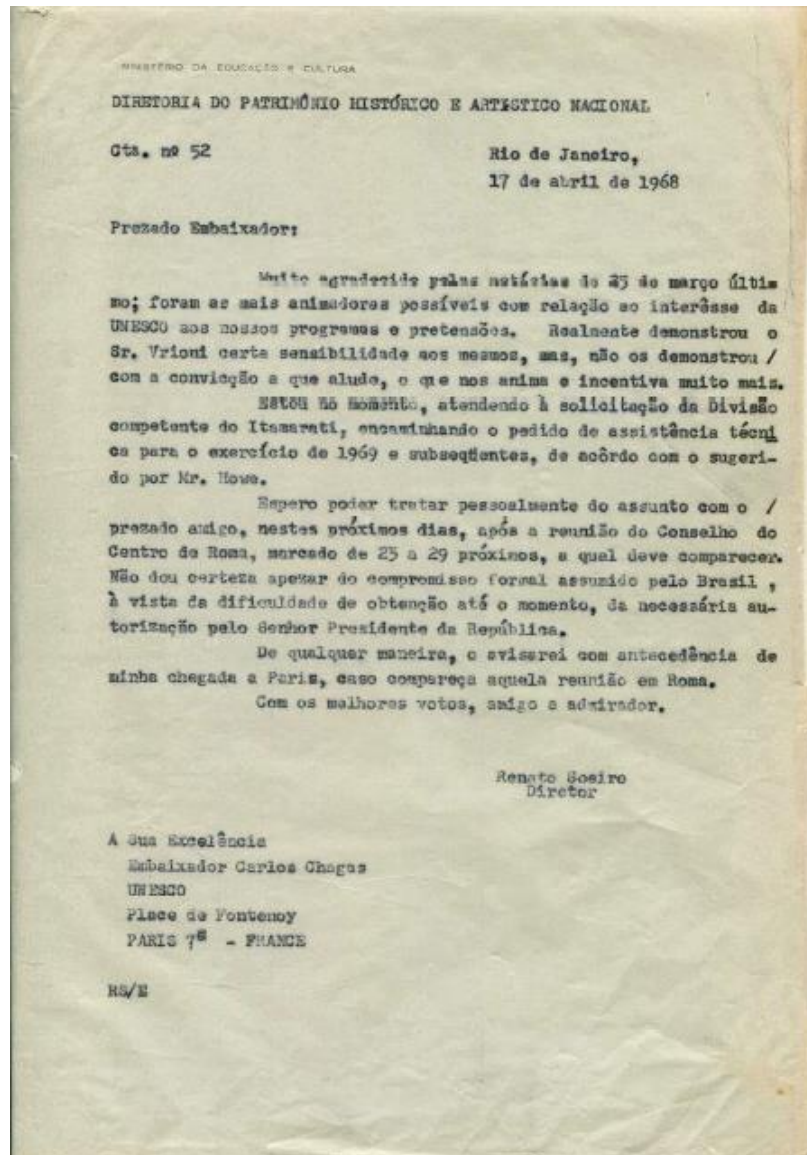 MINISTÉRIO DA EDUCAÇÃO E CULTURA
DIRETORIA DO PATRIMÔNIO HISTÓRICO E ARTÍSTICO NACIONAL
Cta. nº 52
Rio de Janeiro,
17 de abril de 1968
Prezado Embaixador:
Muito agradecido pelas notícias de 25 de março últim
mo; foram as mais animadores possíveis com relação ao interêsse da
UNESCO aos nossos programas e pretensões. Realmente demonstrou o
Sr. Vrioni certa sensibilidade aos mesmos, mas, não os demonstrou /
com a convicção a que alude, o que nos anima e incentiva muito mais.
Estou no momento, atendendo à solicitação da Divisão
competente do Itamarati, encaminhando o pedido de assistência técni
ca para o exercício de 1969 e subseqüentes, de acôrdo com o sugeri-
do por Mr. Howe.
Espero poder tratar pessoalmente do assunto com o /
prezado amigo, nestes próximos dias, após a reunião do Conselho do
Centro de Roma, marcado de 25 a 29 próximos, a qual deve comparecer.
Não dou certeza apezar do compromisso formal assumido pelo Brasil ,
à vista da dificuldade de obtenção até o momento, da necessária au-
torização pelo Senhor Presidente da República.
De qualquer maneira, o avisarei com antecedência de
minha chegada a Paris, caso compareça aquela reunião em Roma.
Com os melhores votos, amigo e admirador.
Renato Soeiro
Diretor
A Sua Excelência
Embaixador Carlos Chagas
UNESCO
Place de Fontenoy
PARIS 7e - FRANCE
RS/E